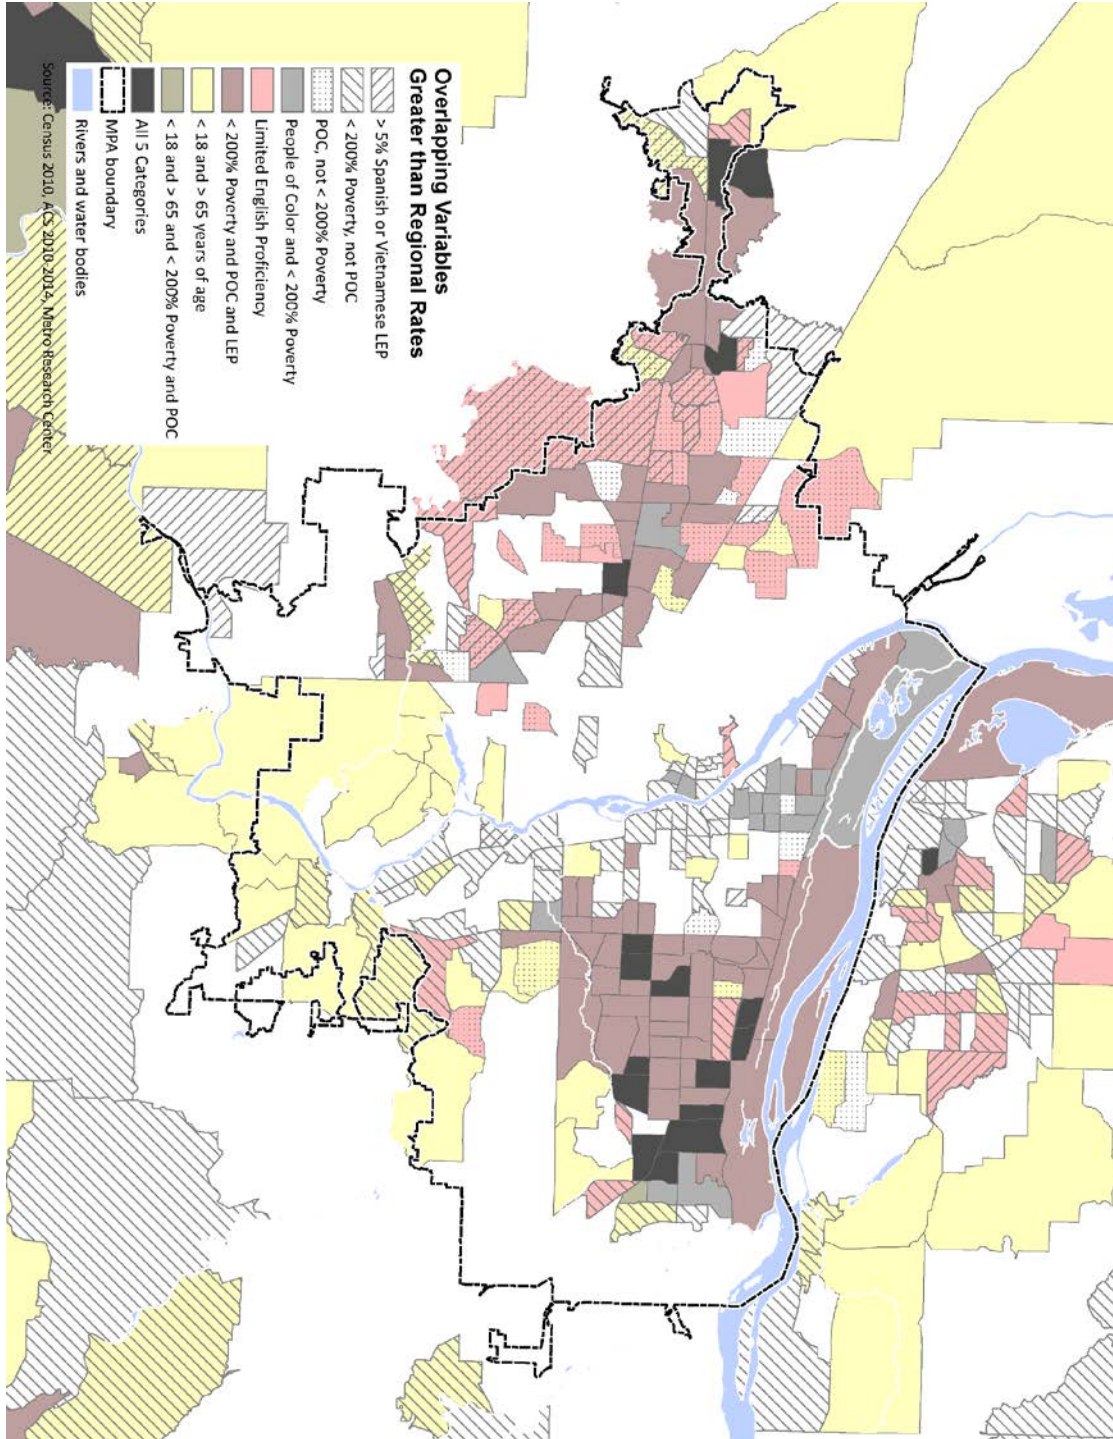 Overlapping Variables
Greater than Regional Rates
> 5% Spanish or Vietnamese LEP
< 200% Poverty, not POC
POC, not < 200% Poverty
People of Color and < 200% Poverty
Limited English Proficiency
< 200% Poverty and POC and LEP
< 18 and > 65 years of age
< 18 and > 65 and < 200% Poverty and POC
All 5 Categories
MPA boundary
Rivers and water bodies
Source: Census 2010, ACS 2010-2014, Metro Research Center